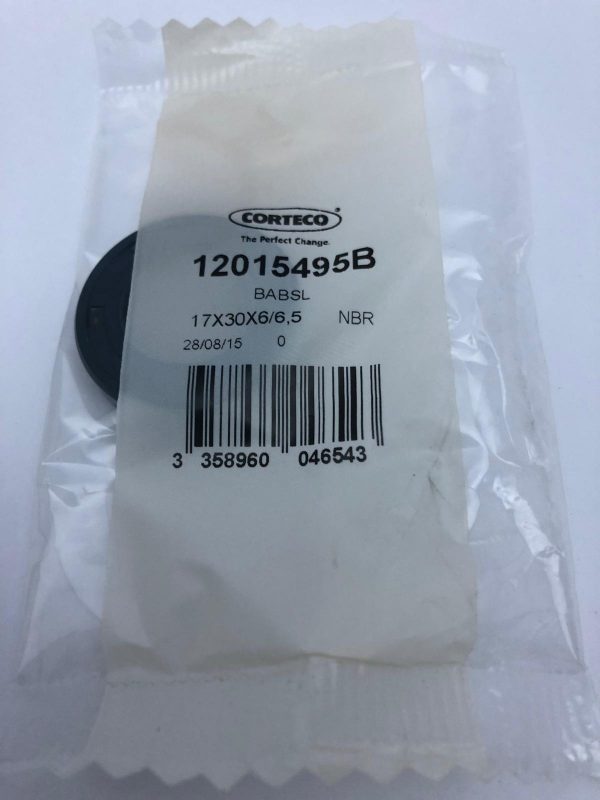 CORTECO®
The Perfect Change.
12015495B
BABSL
17X30X6/6,5 NBR
28/08/15 0
3 358960 046543